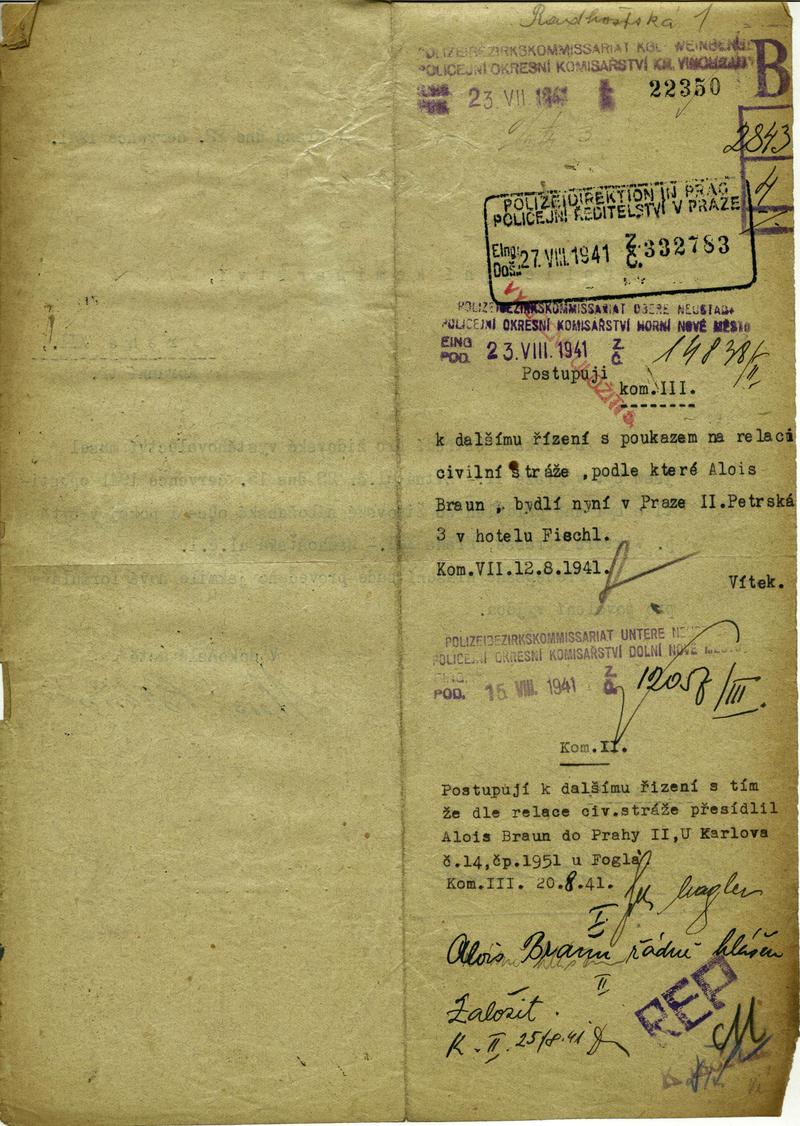 Radhošťská 1
POLIZEIBEZIRKSKOMMISSARIAT KGL WEINBERGE
POLICEJNÍ OKRESNÍ KOMISAŘSTVÍ KR. VINOHRADY
23 VII 1941 22350
B
2843
4
POLIZEIDIREKTION IN PRAG
POLICEJNÍ ŘEDITELSTVÍ V PRAZE
Eing:
Doš.: 27. VIII. 1941 Z. Č. 332783
POLIZEIBEZIRKSKOMMISSARIAT OBERE NEUSTADT
POLICEJNÍ OKRESNÍ KOMISAŘSTVÍ HORNÍ NOVÉ MĚSTO
EING
POD. 23. VIII. 1941 Z. Č. 14838/II
Postupuji
kom.III.
k dalšímu řízení s poukazem na relaci
civilní stráže ,podle které Alois
Braun , bydlí nyní v Praze II.Petrská
3 v hotelu Fischl.
Kom.VII.12.8.1941.
Vítek.
POLIZEIBEZIRKSKOMMISSARIAT UNTERE
POLICEJNÍ OKRESNÍ KOMISAŘSTVÍ DOLNÍ NOVÉ MĚSTO
EING.
POD. 15. VIII. 1941 Z. Č. 12057/III.
Kom.II.
Postupují k dalšímu řizení s tím
že dle relace civ.stráže přesídlil
Alois Braun do Prahy II,U Karlova
č.14,čp.1951 u Fogla
Kom.III. 20.8.41.
I
Alois Braun řádně hlášen
II
Založit.
K. II. 25/8.41
REP